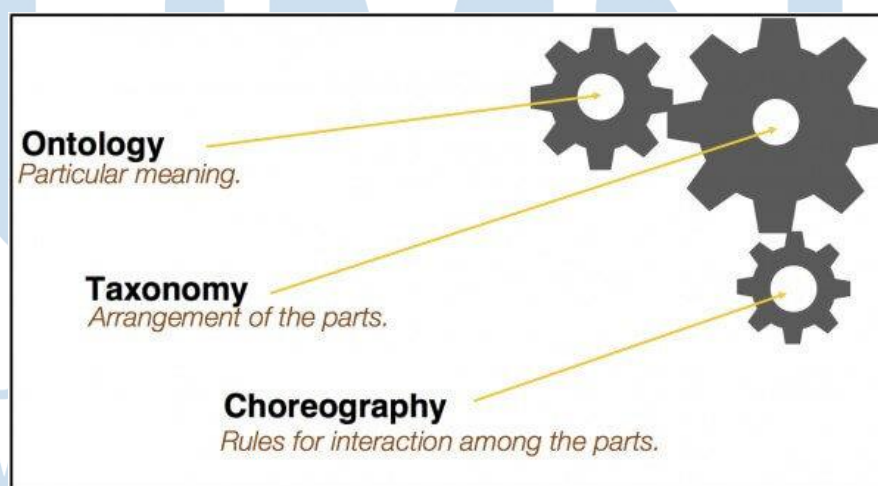 Ontology
Particular meaning.
Taxonomy
Arrangement of the parts.
Choreography
Rules for interaction among the parts.